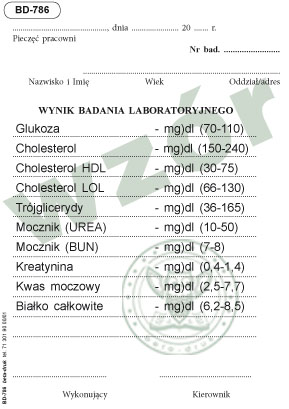 BD-786
....................................., dnia ................... 20 ...... r.
Pieczęć pracowni
Nr bad. ......................
Nazwisko i Imię Wiek Oddział/adres
WYNIK BADANIA LABORATORYJNEGO
Glukoza - mg)dl (70-110)
Cholesterol - mg)dl (150-240)
Cholesterol HDL - mg)dl (30-75)
Cholesterol LOL - mg)dl (66-130)
Trójglicerydy - mg)dl (36-165)
Mocznik (UREA) - mg)dl (10-50)
Mocznik (BUN) - mg)dl (7-8)
Kreatynina - mg)dl (0,4-1,4)
Kwas moczowy - mg)dl (2,5-7,7)
Białko całkowite - mg)dl (6,2-8,5)
Wykonujący Kierownik
wzór
BD-786